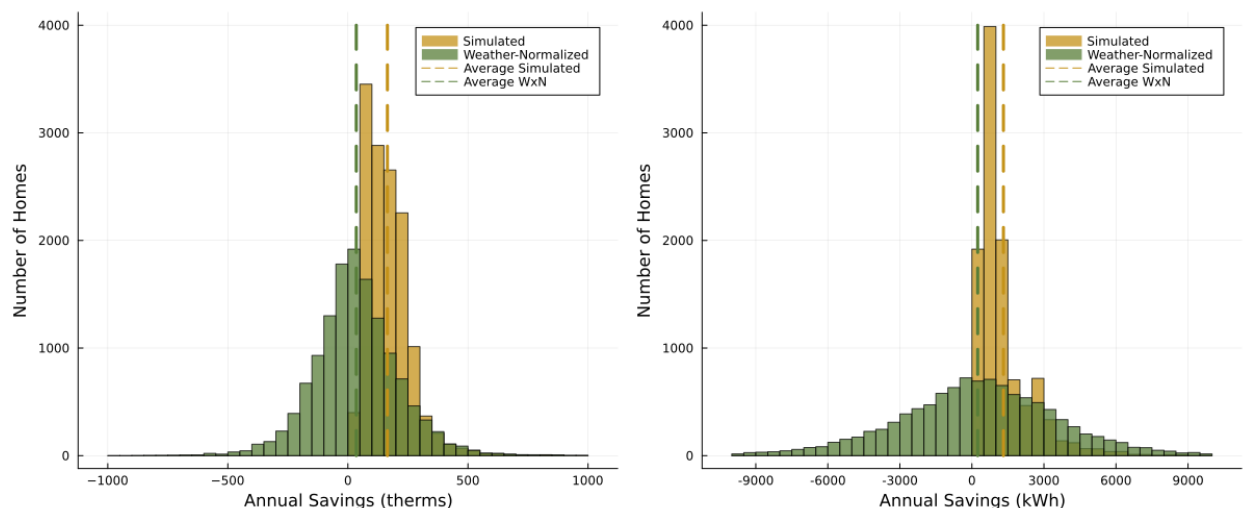 4000
3000
2000
1000
0
Number of Homes
Simulated
Weather-Normalized
Average Simulated
Average WxN
−1000
−500
0
500
1000
Annual Savings (therms)
4000
3000
2000
1000
0
Number of Homes
Simulated
Weather-Normalized
Average Simulated
Average WxN
-9000
-6000
-3000
0
3000
6000
9000
Annual Savings (kWh)